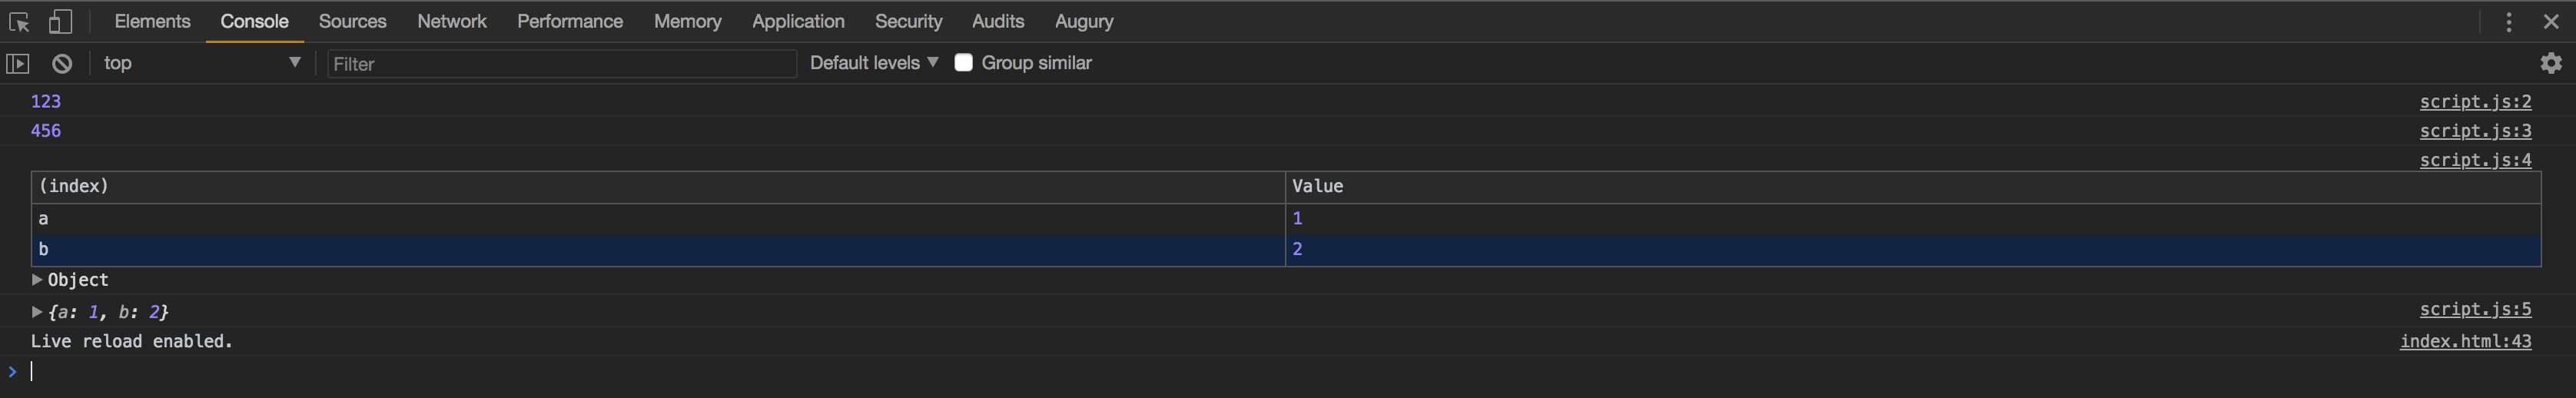 Elements Console Sources Network Performance Memory Application Security Audits Augury
top Filter Default levels Group similar
123 script.js:2
456 script.js:3
script.js:4
(index) Value
a 1
b 2
Object
{a: 1, b: 2} script.js:5
Live reload enabled. index.html:43
>